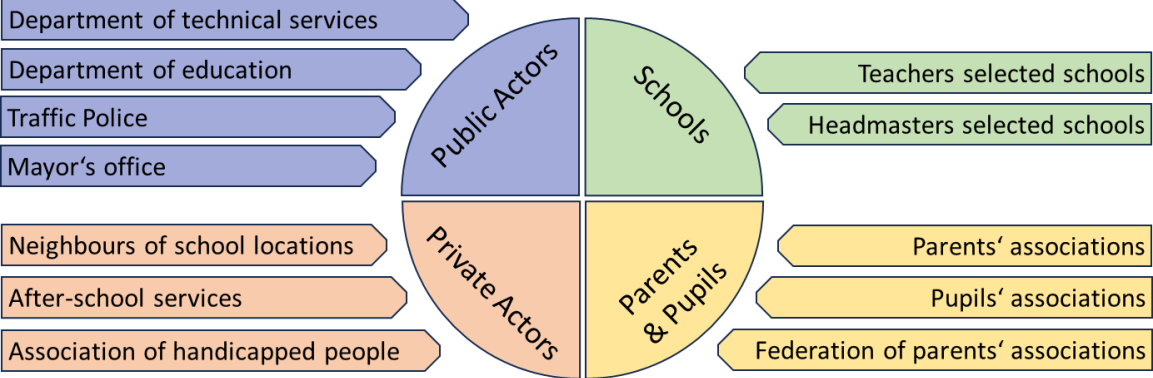 Department of technical services
Department of education
Traffic Police
Mayor‘s office
Public Actors
Schools
Teachers selected schools
Headmasters selected schools
Neighbours of school locations
After-school services
Association of handicapped people
Private Actors
Parents
& Pupils
Parents‘ associations
Pupils‘ associations
Federation of parents‘ associations